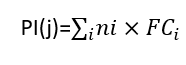 PI(j)=∑ᵢni × FCᵢ